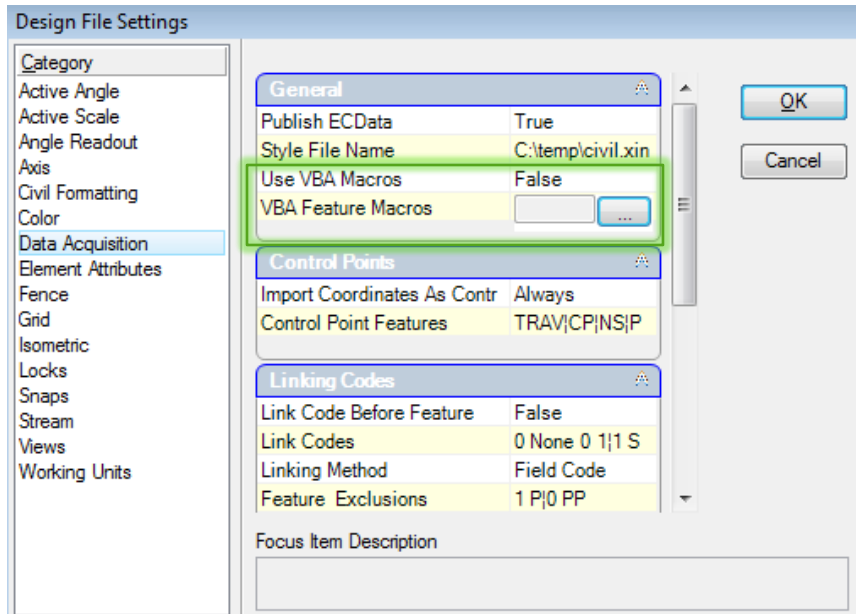 Design File Settings
Category
Active Angle
Active Scale
Angle Readout
Axis
Civil Formatting
Color
Data Acquisition
Element Attributes
Fence
Grid
Isometric
Locks
Snaps
Stream
Views
Working Units
General
Publish ECData True
Style File Name C:\temp\civil.xin
Use VBA Macros False
VBA Feature Macros ...
Control Points
Import Coordinates As Contr Always
Control Point Features TRAV¦CP¦NS¦P
Linking Codes
Link Code Before Feature False
Link Codes 0 None 0 1¦1 S
Linking Method Field Code
Feature Exclusions 1 P¦0 PP
Focus Item Description
OK
Cancel